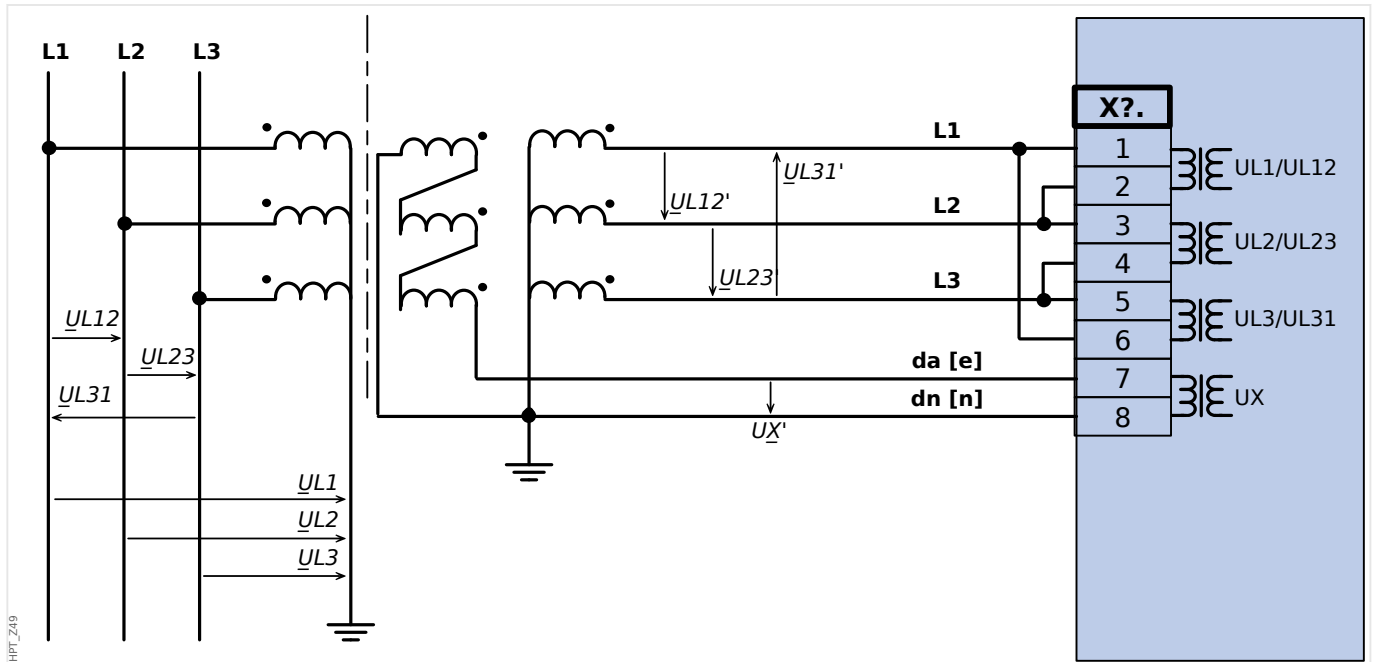 L1 L2 L3
X?.
L1
1
UL1/UL12
UL31'
2
UL12'
L2
3
UL2/UL23
4
UL23'
L3
5
UL3/UL31
UL12
6
UL23
da [e]
7
UL31
dn [n]
UX
8
UX'
UL1
UL2
UL3
HPT_Z49